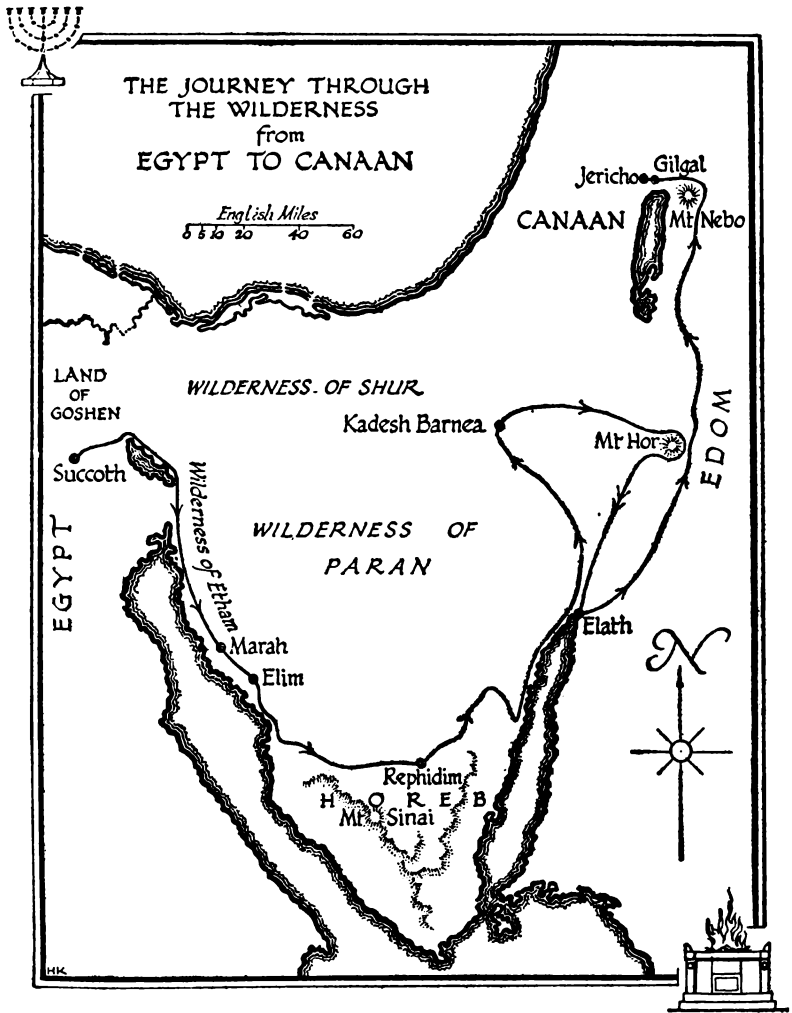 THE JOURNEY THROUGH
THE WILDERNESS
from
EGYPT TO CANAAN
English Miles
0 5 10 20 40 60
Jericho
Gilgal
CANAAN
Mt Nebo
LAND
OF
GOSHEN
WILDERNESS OF SHUR
Kadesh Barnea
Mt Hor
EDOM
Succoth
Wilderness of Etham
WILDERNESS OF
PARAN
EGYPT
Marah
Elath
Elim
N
Rephidim
HOREB
Mt Sinai
HK